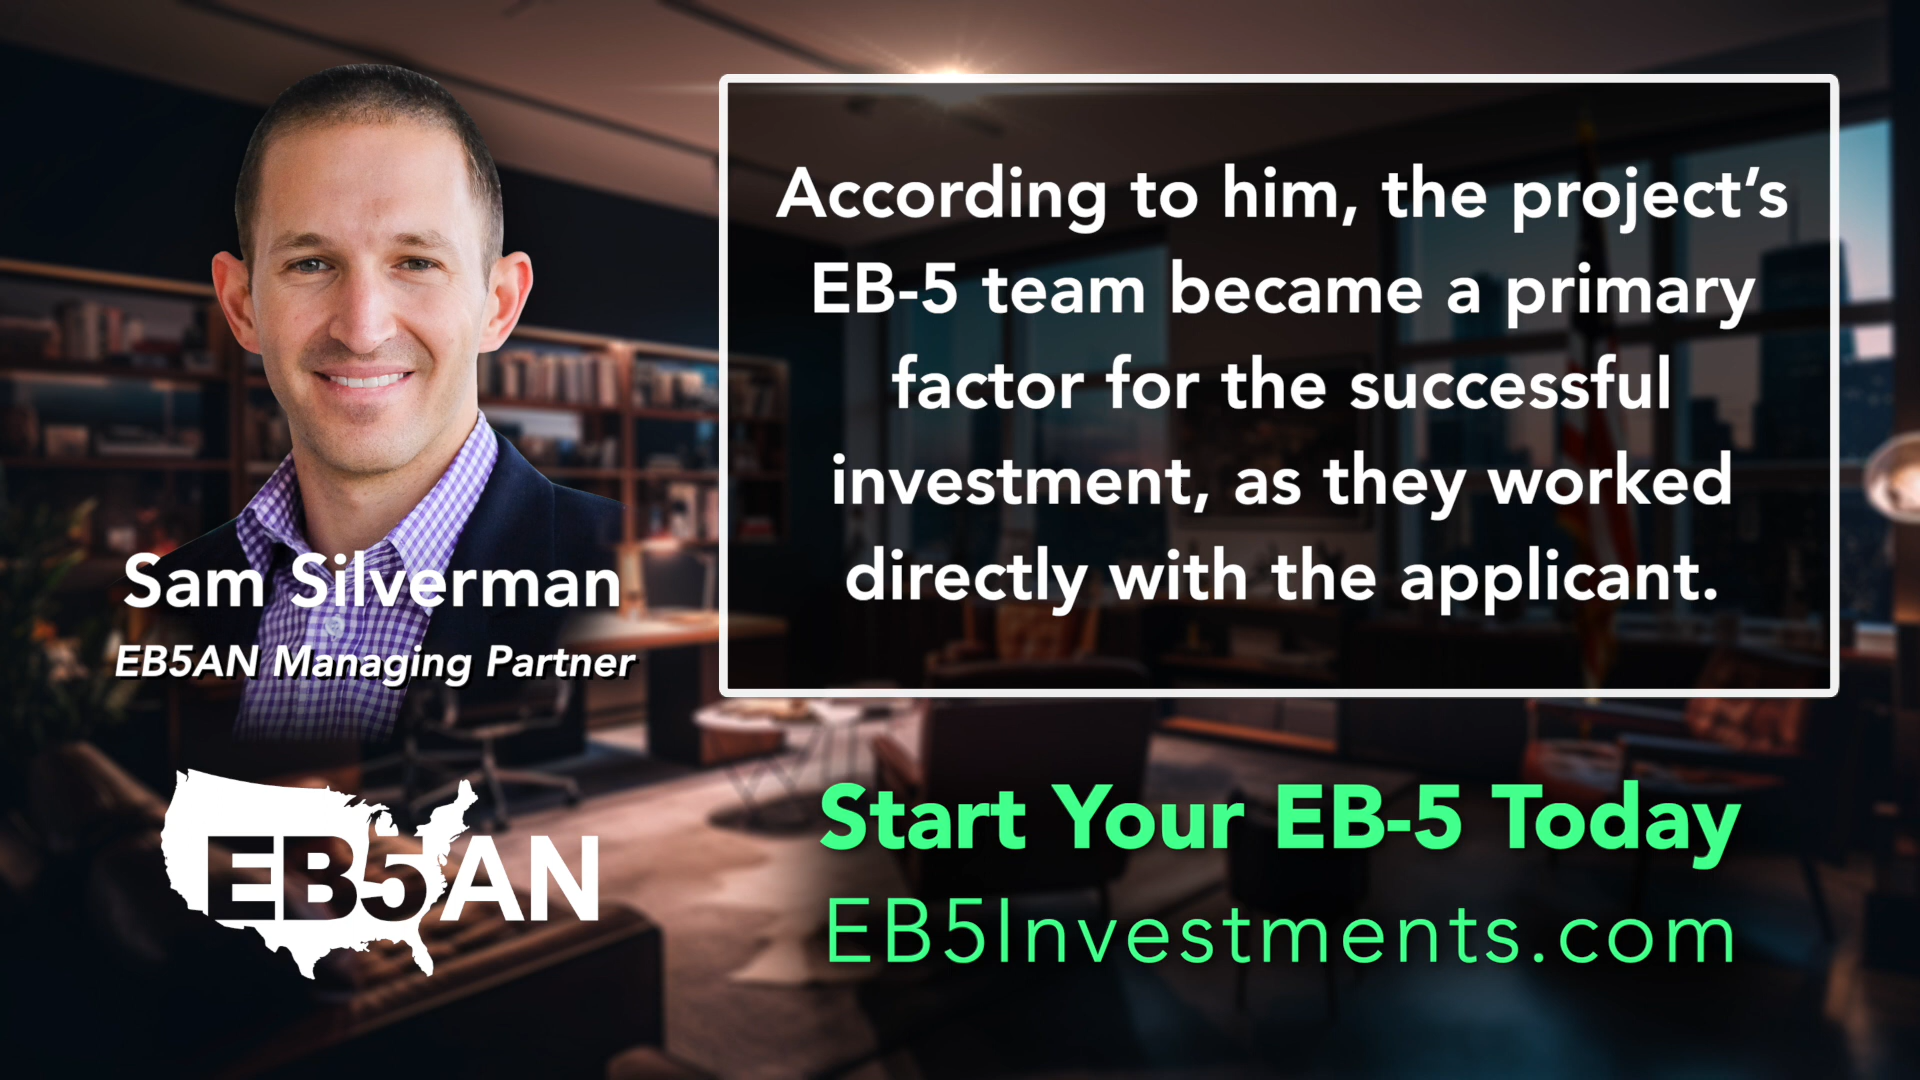 Sam Silverman
EB5AN Managing Partner
EB5AN
According to him, the project’s
EB-5 team became a primary
factor for the successful
investment, as they worked
directly with the applicant.
Start Your EB-5 Today
EB5Investments.com